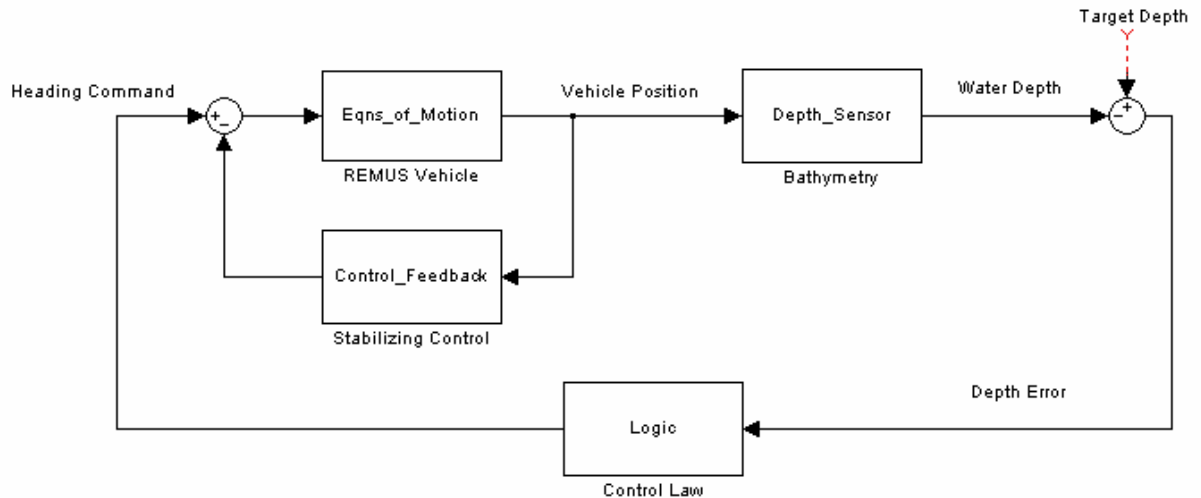 Target Depth
Heading Command
Vehicle Position
Water Depth
+
−
Eqns_of_Motion
Depth_Sensor
−
+
REMUS Vehicle
Bathymetry
Control_Feedback
Stabilizing Control
Depth Error
Logic
Control Law